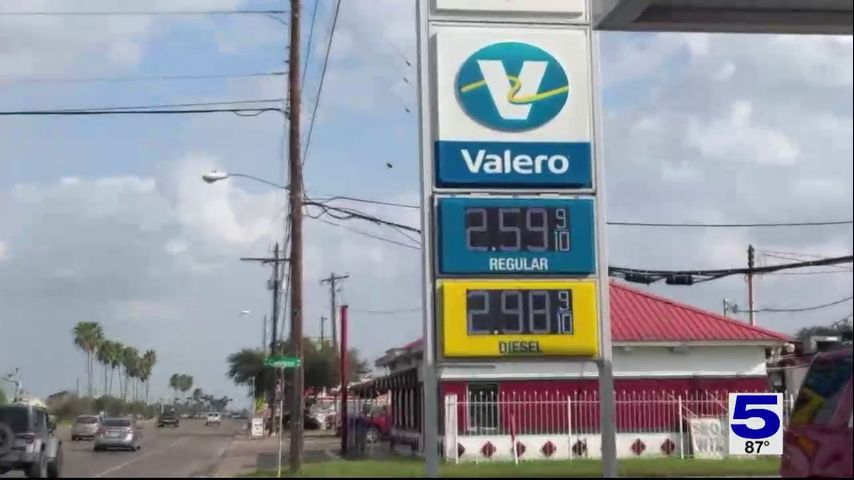 V
Valero
2.59 9/10
REGULAR
2.98 9/10
DIESEL
5
87°